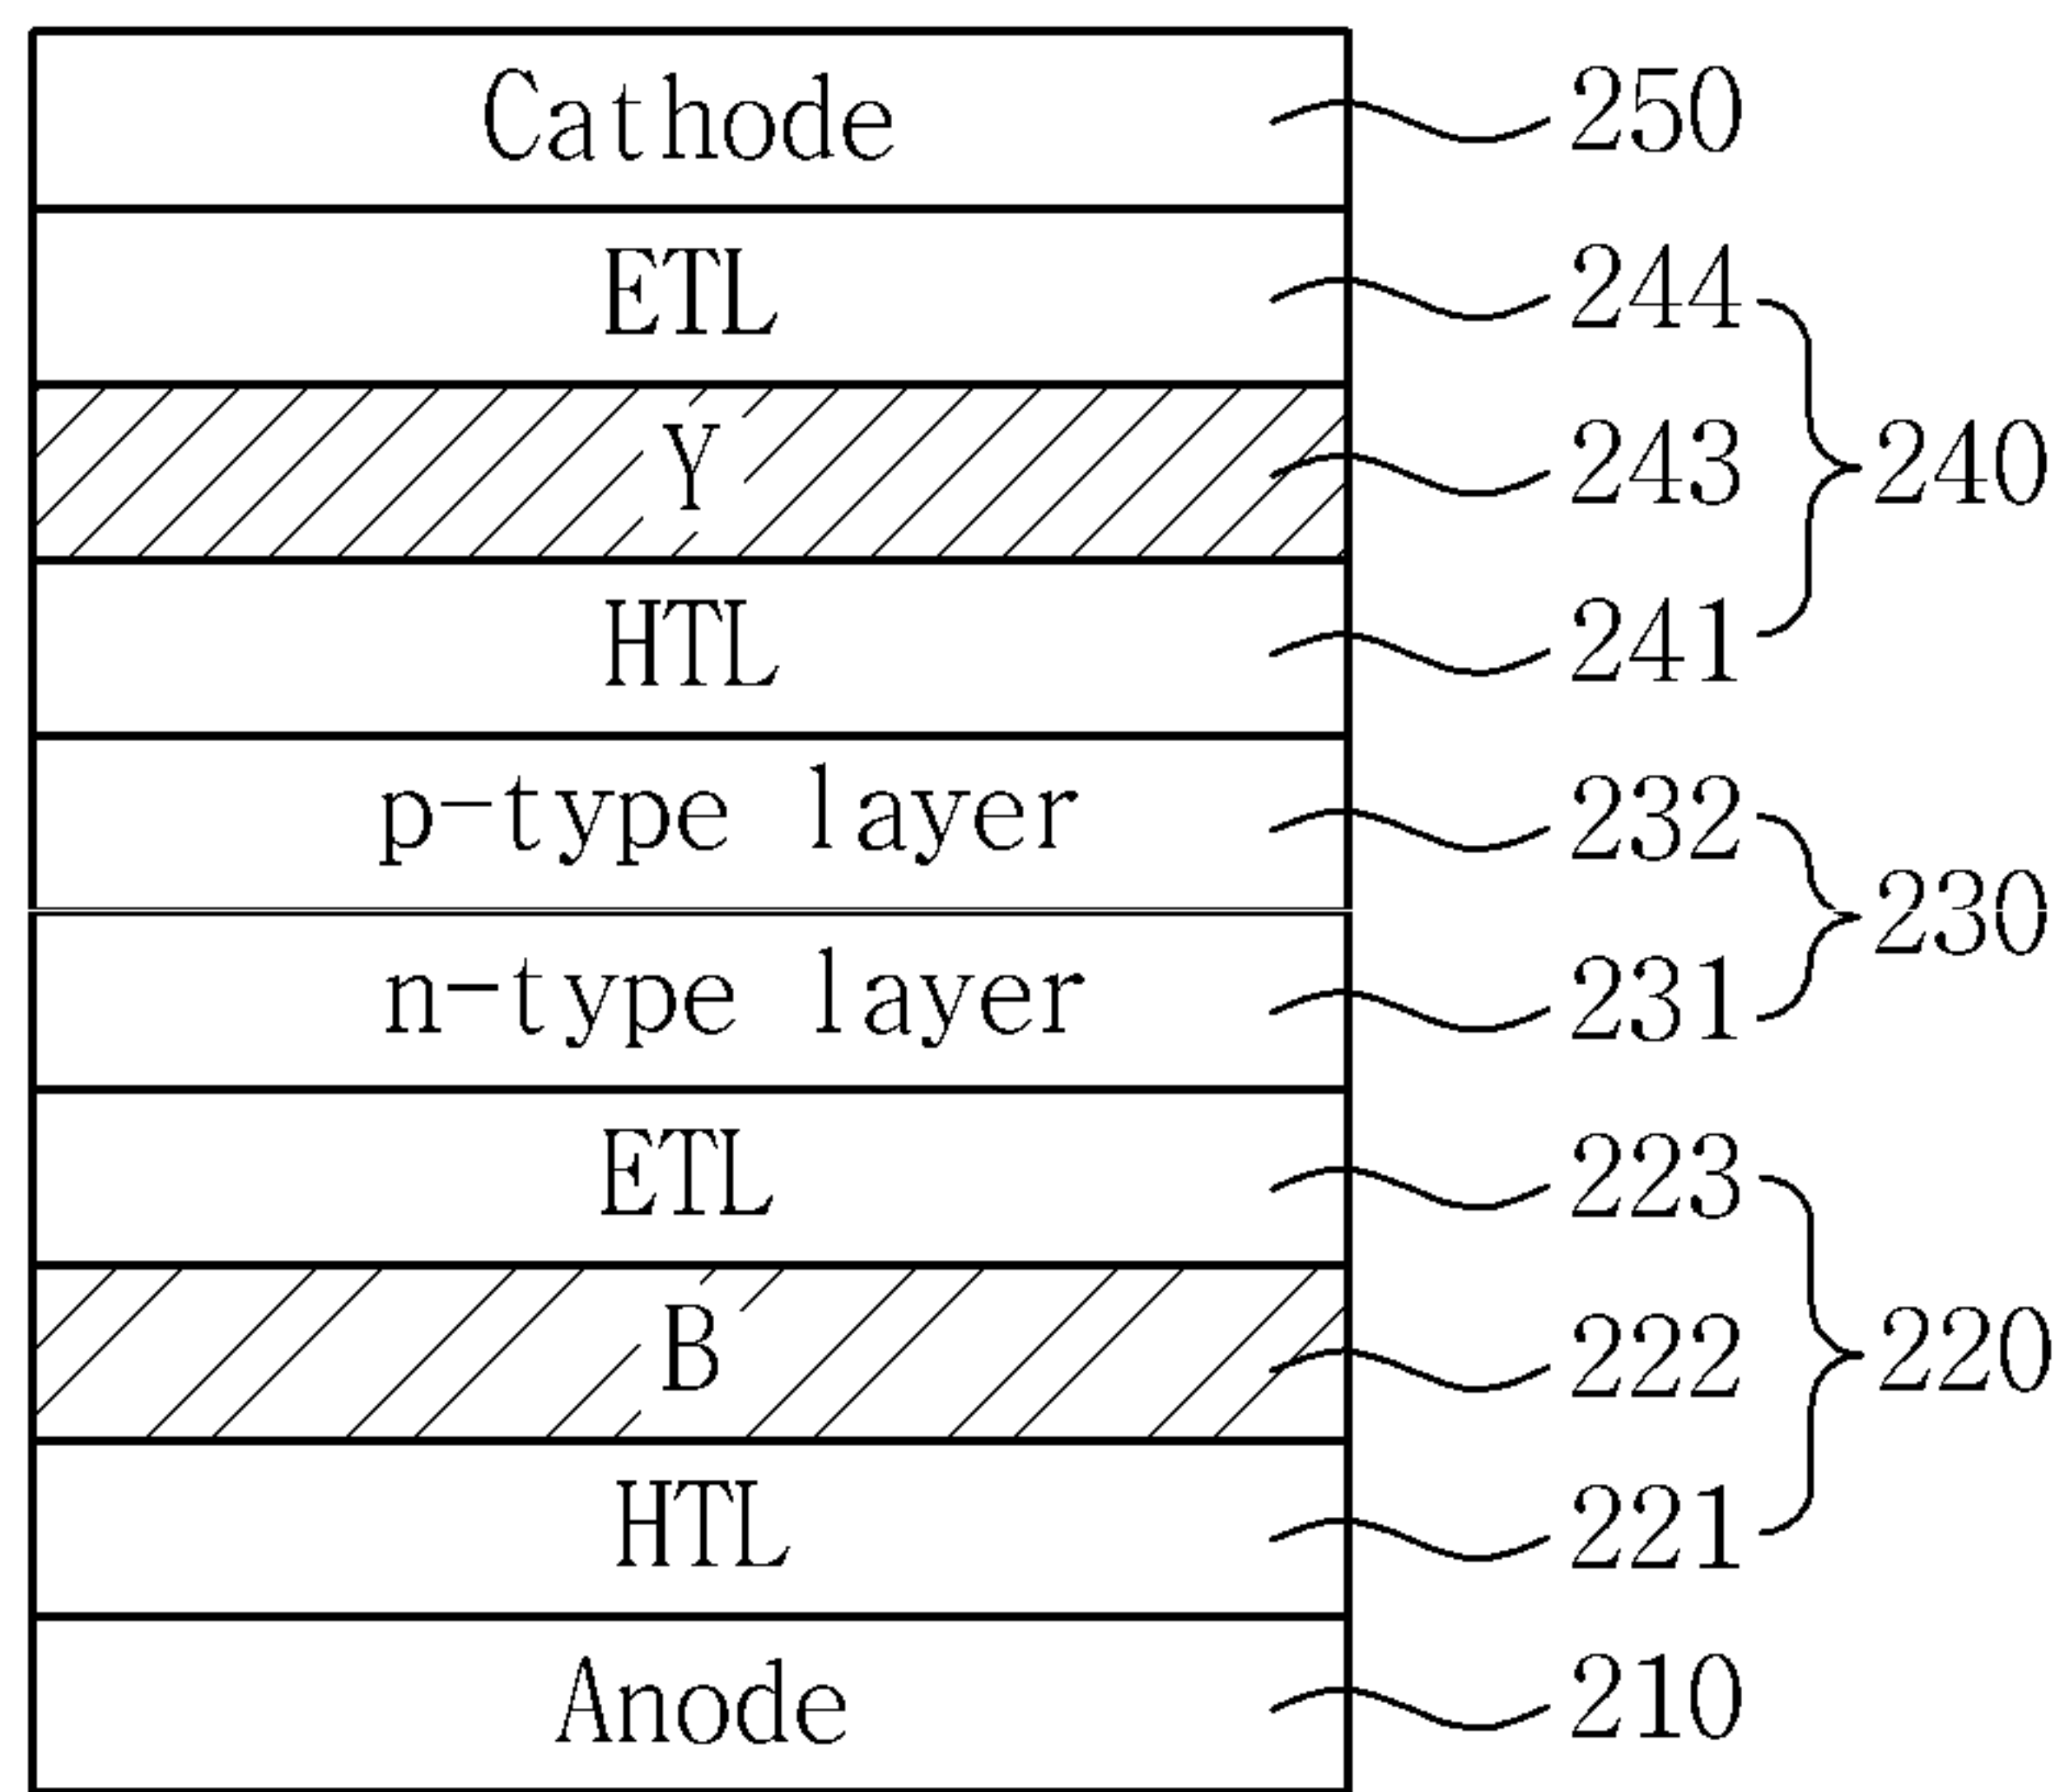 Cathode 250
ETL 244
Y 243 240
HTL 241
p-type layer 232
230
n-type layer 231
ETL 223
B 222 220
HTL 221
Anode 210